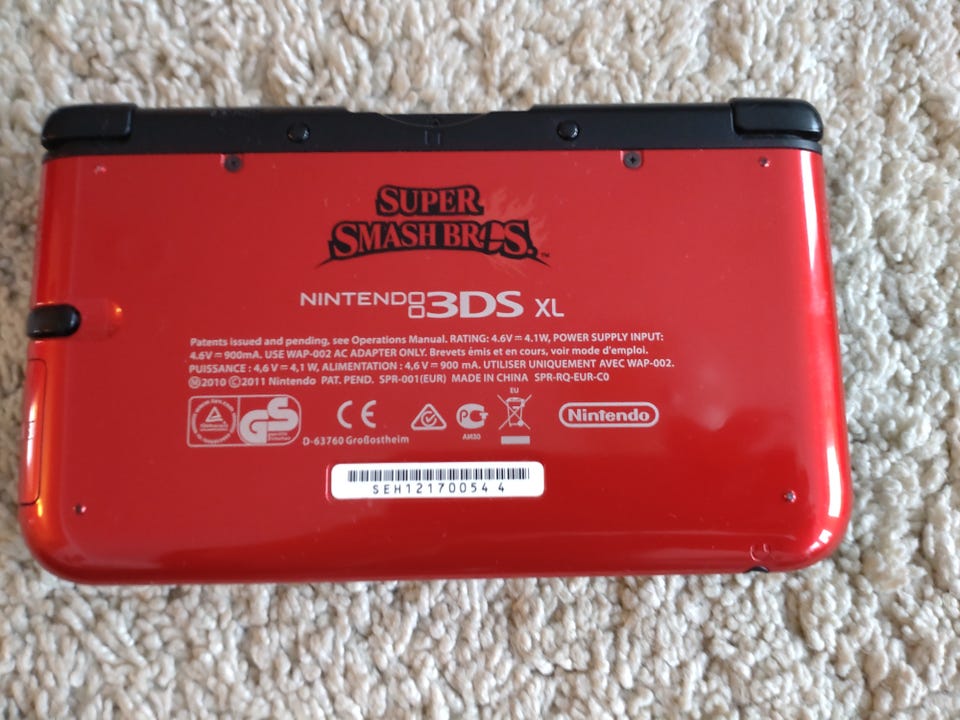 SUPER
SMASH BROS.™
NINTENDO 3DS XL
Patents issued and pending, see Operations Manual. RATING: 4.6V ⎓ 4.1W, POWER SUPPLY INPUT:
4.6V ⎓ 900mA. USE WAP-002 AC ADAPTER ONLY. Brevets émis et en cours, voir mode d'emploi.
PUISSANCE : 4,6 V ⎓ 4,1 W, ALIMENTATION : 4,6 V ⎓ 900 mA. UTILISER UNIQUEMENT AVEC WAP-002.
Ⓜ2010 Ⓒ2011 Nintendo PAT. PEND. SPR-001(EUR) MADE IN CHINA SPR-RQ-EUR-C0
EU
GS
CE
Nintendo
AM30
D-63760 Großostheim
SEH12170054 4